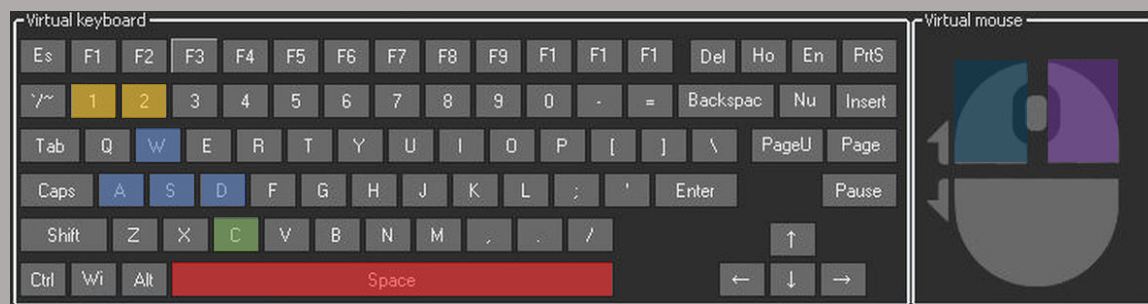 Virtual keyboard Virtual mouse
Es F1 F2 F3 F4 F5 F6 F7 F8 F9 F1 F1 F1 Del Ho En PrtS
`/~ 1 2 3 4 5 6 7 8 9 0 - = Backspac Nu Insert
Tab Q W E R T Y U I O P [ ] \ PageU Page
Caps A S D F G H J K L ; ' Enter Pause
Shift Z X C V B N M , . / ↑
Ctrl Wi Alt Space ← ↓ →